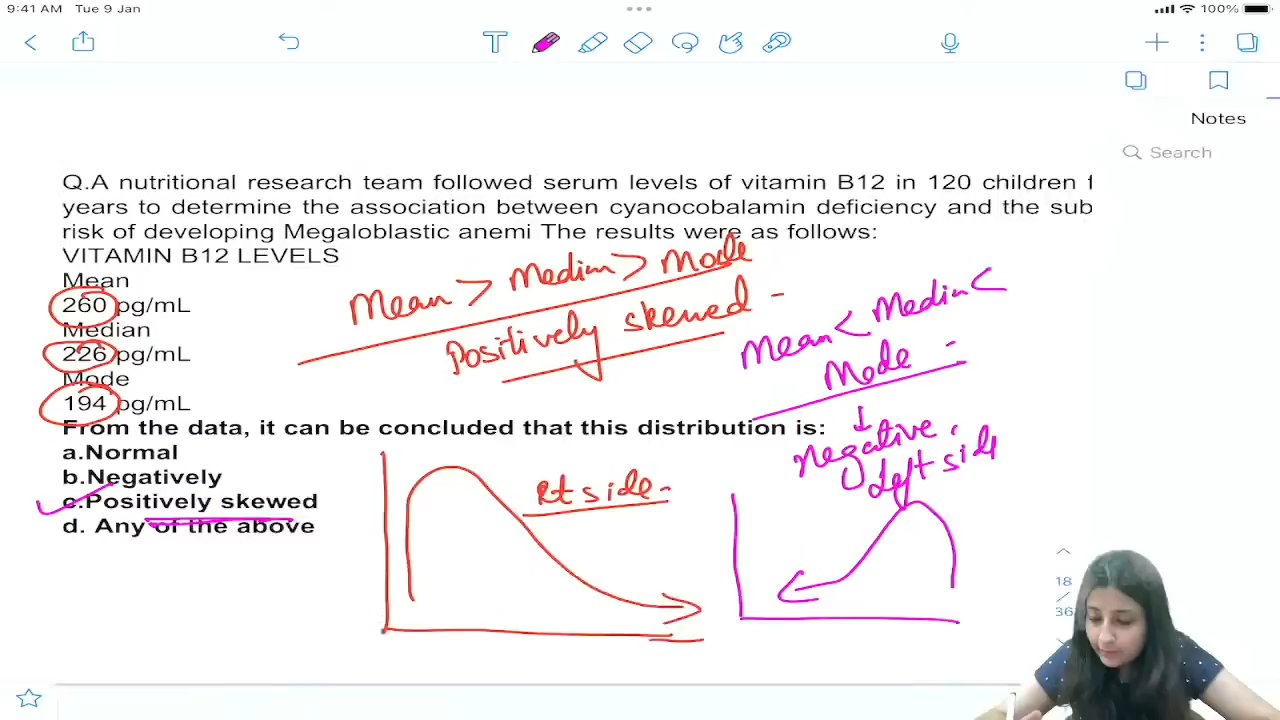 9:41 AM Tue 9 Jan
100%
Notes
Search
Q.A nutritional research team followed serum levels of vitamin B12 in 120 children f
years to determine the association between cyanocobalamin deficiency and the sub
risk of developing Megaloblastic anemi The results were as follows:
VITAMIN B12 LEVELS
Mean
260 pg/mL
Median
226 pg/mL
Mode
194 pg/mL
Mean > Median > Mode
Positively skewed
Mean < Median <
Mode
negative
Left side
From the data, it can be concluded that this distribution is:
a.Normal
b.Negatively
c.Positively skewed
d. Any of the above
Rt side
18
/
36